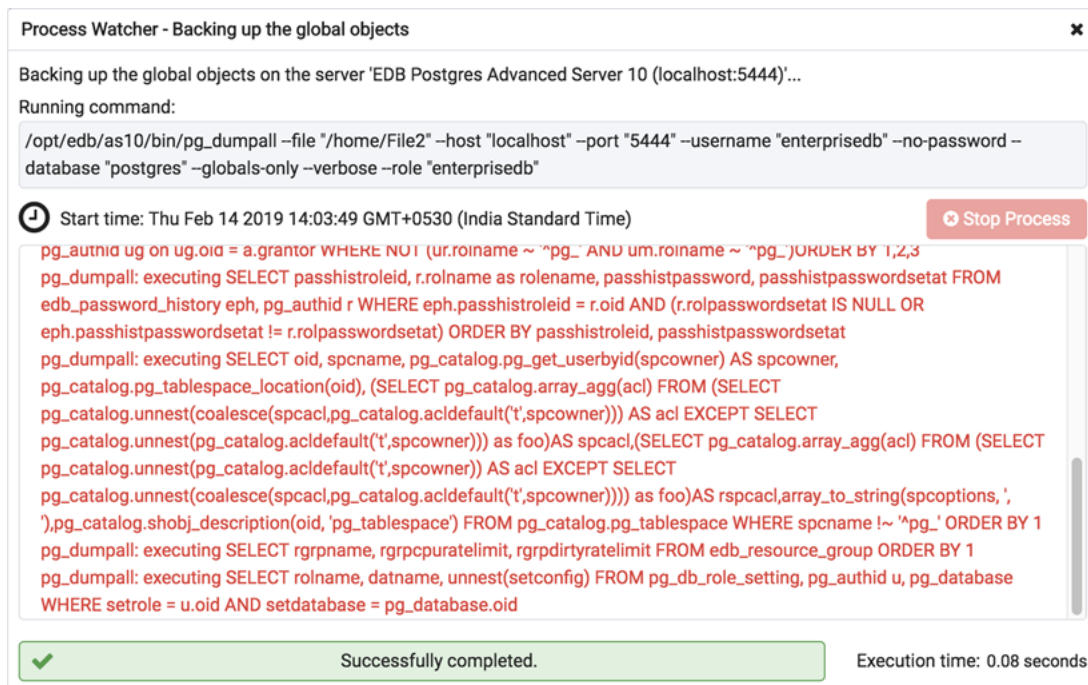 Process Watcher - Backing up the global objects
Backing up the global objects on the server 'EDB Postgres Advanced Server 10 (localhost:5444)'...
Running command:
/opt/edb/as10/bin/pg_dumpall --file "/home/File2" --host "localhost" --port "5444" --username "enterprisedb" --no-password --
database "postgres" --globals-only --verbose --role "enterprisedb"
Start time: Thu Feb 14 2019 14:03:49 GMT+0530 (India Standard Time)
Stop Process
pg_authid ug on ug.oid = a.grantor WHERE NOT (ur.rolname ~ '^pg_' AND um.rolname ~ '^pg_')ORDER BY 1,2,3
pg_dumpall: executing SELECT passhistroleid, r.rolname as rolename, passhistpassword, passhistpasswordsetat FROM
edb_password_history eph, pg_authid r WHERE eph.passhistroleid = r.oid AND (r.rolpasswordsetat IS NULL OR
eph.passhistpasswordsetat != r.rolpasswordsetat) ORDER BY passhistroleid, passhistpasswordsetat
pg_dumpall: executing SELECT oid, spcname, pg_catalog.pg_get_userbyid(spcowner) AS spcowner,
pg_catalog.pg_tablespace_location(oid), (SELECT pg_catalog.array_agg(acl) FROM (SELECT
pg_catalog.unnest(coalesce(spcacl,pg_catalog.acldefault('t',spcowner))) AS acl EXCEPT SELECT
pg_catalog.unnest(pg_catalog.acldefault('t',spcowner))) as foo)AS spcacl,(SELECT pg_catalog.array_agg(acl) FROM (SELECT
pg_catalog.unnest(pg_catalog.acldefault('t',spcowner)) AS acl EXCEPT SELECT
pg_catalog.unnest(coalesce(spcacl,pg_catalog.acldefault('t',spcowner)))) as foo)AS rspcacl,array_to_string(spcoptions, ',
'),pg_catalog.shobj_description(oid, 'pg_tablespace') FROM pg_catalog.pg_tablespace WHERE spcname !~ '^pg_' ORDER BY 1
pg_dumpall: executing SELECT rgrpname, rgrpcpuratelimit, rgrpdirtyratelimit FROM edb_resource_group ORDER BY 1
pg_dumpall: executing SELECT rolname, datname, unnest(setconfig) FROM pg_db_role_setting, pg_authid u, pg_database
WHERE setrole = u.oid AND setdatabase = pg_database.oid
Successfully completed.
Execution time: 0.08 seconds